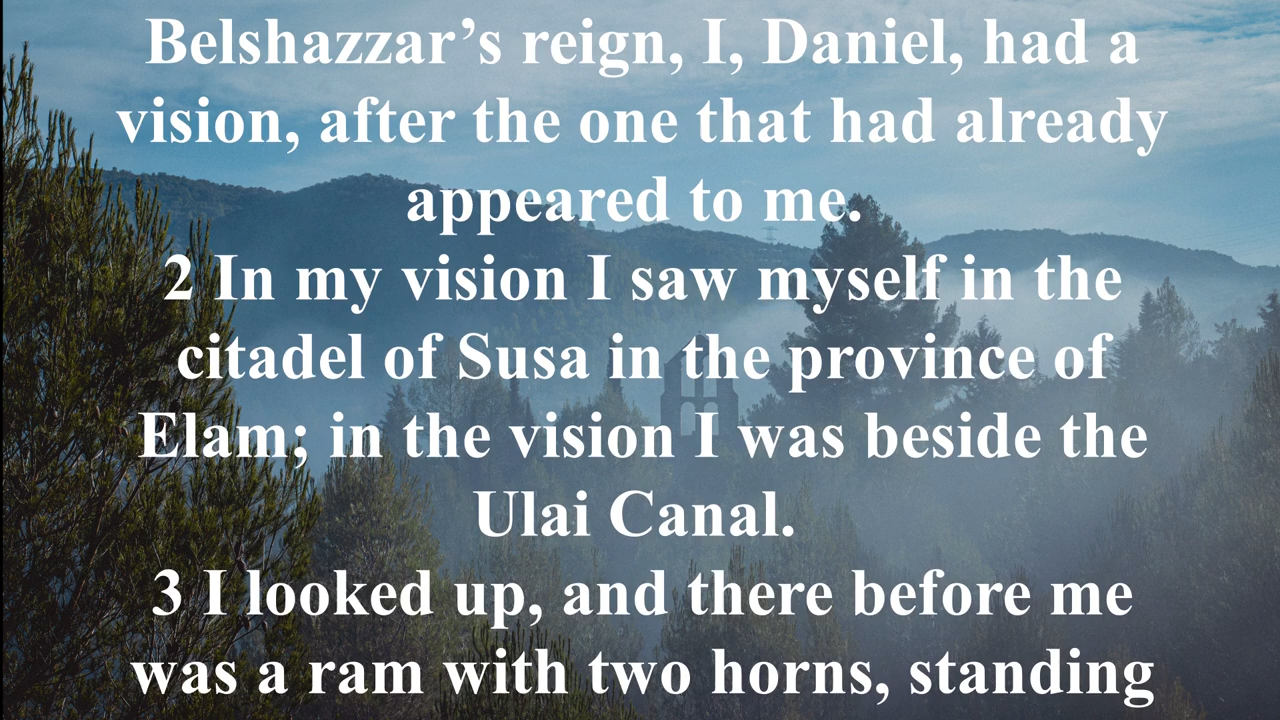 Belshazzar’s reign, I, Daniel, had a
vision, after the one that had already
appeared to me.
2 In my vision I saw myself in the
citadel of Susa in the province of
Elam; in the vision I was beside the
Ulai Canal.
3 I looked up, and there before me
was a ram with two horns, standing